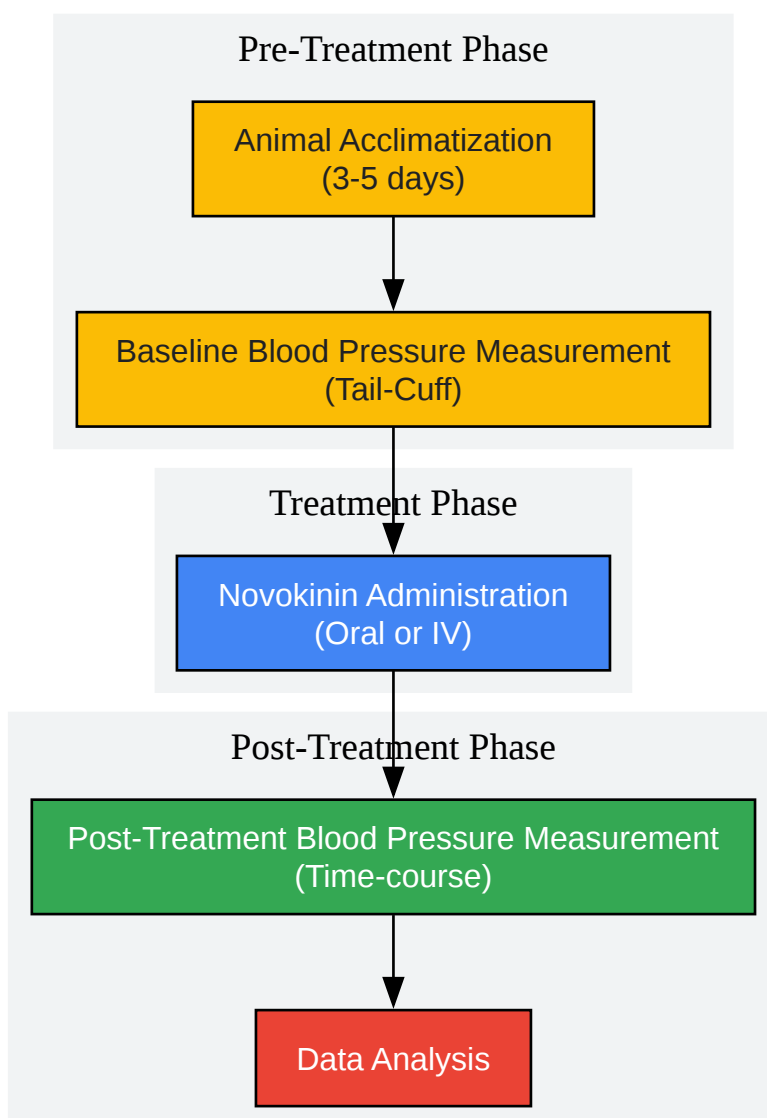 Pre-Treatment Phase
Animal Acclimatization
(3-5 days)
Baseline Blood Pressure Measurement
(Tail-Cuff)
Treatment Phase
Novokinin Administration
(Oral or IV)
Post-Treatment Phase
Post-Treatment Blood Pressure Measurement
(Time-course)
Data Analysis